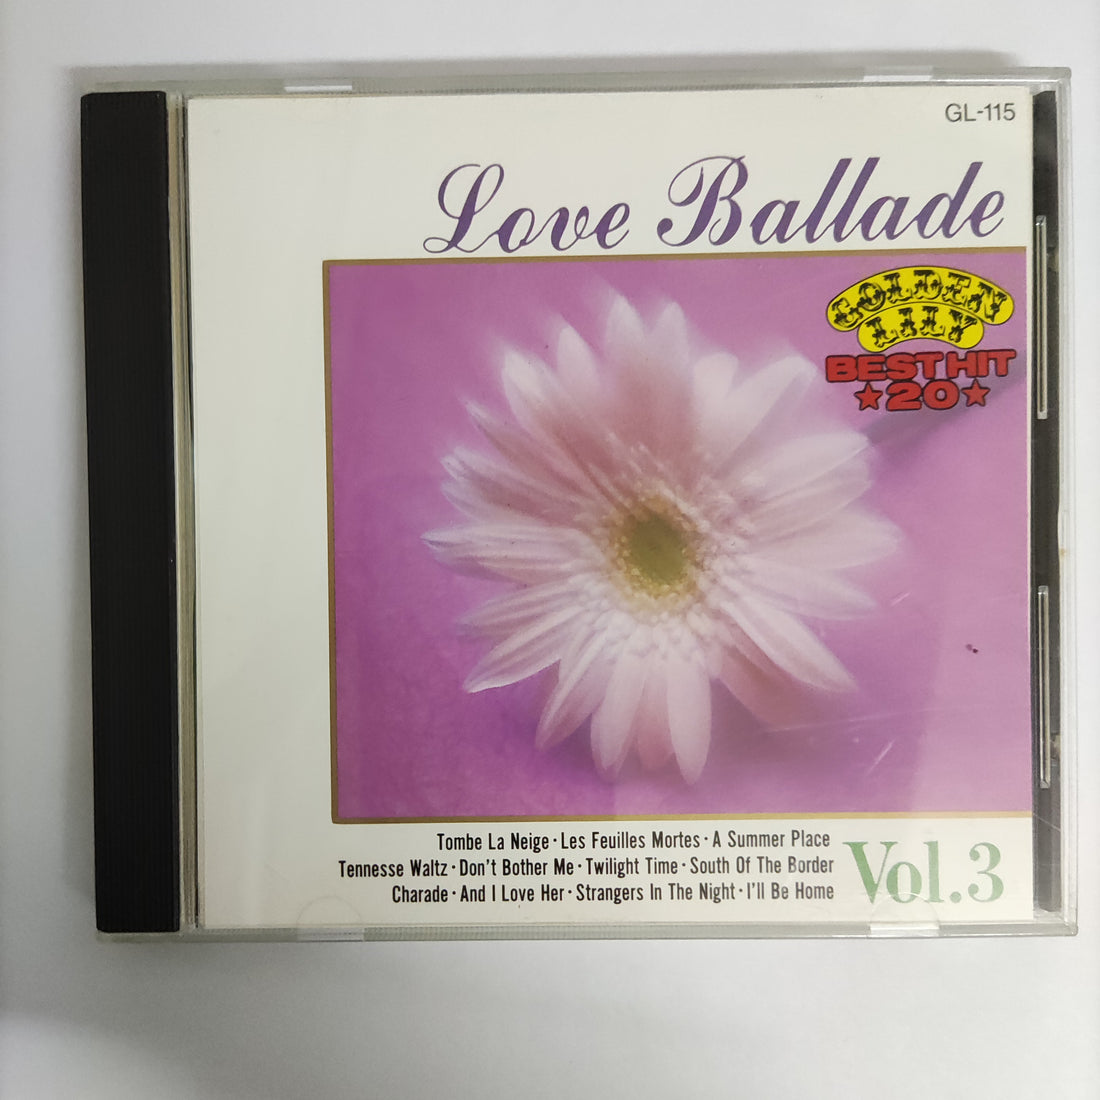 GL-115
Love Ballade
GOLDEN
LILY
BEST HIT
★20★
Tombe La Neige · Les Feuilles Mortes · A Summer Place
Tennesse Waltz · Don't Bother Me · Twilight Time · South Of The Border
Charade · And I Love Her · Strangers In The Night · I'll Be Home
Vol.3